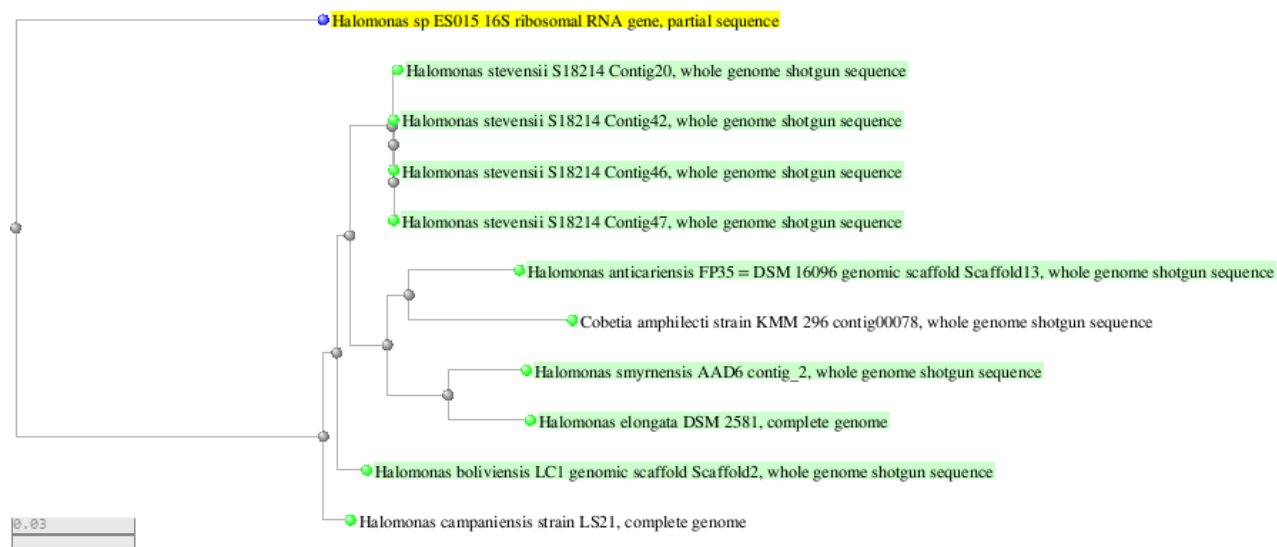 Halomonas sp ES015 16S ribosomal RNA gene, partial sequence
Halomonas stevensii S18214 Contig20, whole genome shotgun sequence
Halomonas stevensii S18214 Contig42, whole genome shotgun sequence
Halomonas stevensii S18214 Contig46, whole genome shotgun sequence
Halomonas stevensii S18214 Contig47, whole genome shotgun sequence
Halomonas anticariensis FP35 = DSM 16096 genomic scaffold Scaffold13, whole genome shotgun sequence
Cobetia amphilecti strain KMM 296 contig00078, whole genome shotgun sequence
Halomonas smyrnensis AAD6 contig_2, whole genome shotgun sequence
Halomonas elongata DSM 2581, complete genome
Halomonas boliviensis LC1 genomic scaffold Scaffold2, whole genome shotgun sequence
Halomonas campaniensis strain LS21, complete genome
0.03